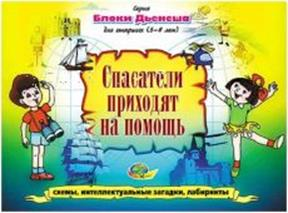 Серия
Блоки Дьенеша
для старших (5-8 лет)
Спасатели
приходят
на помощь
схемы, интеллектуальные загадки, лабиринты